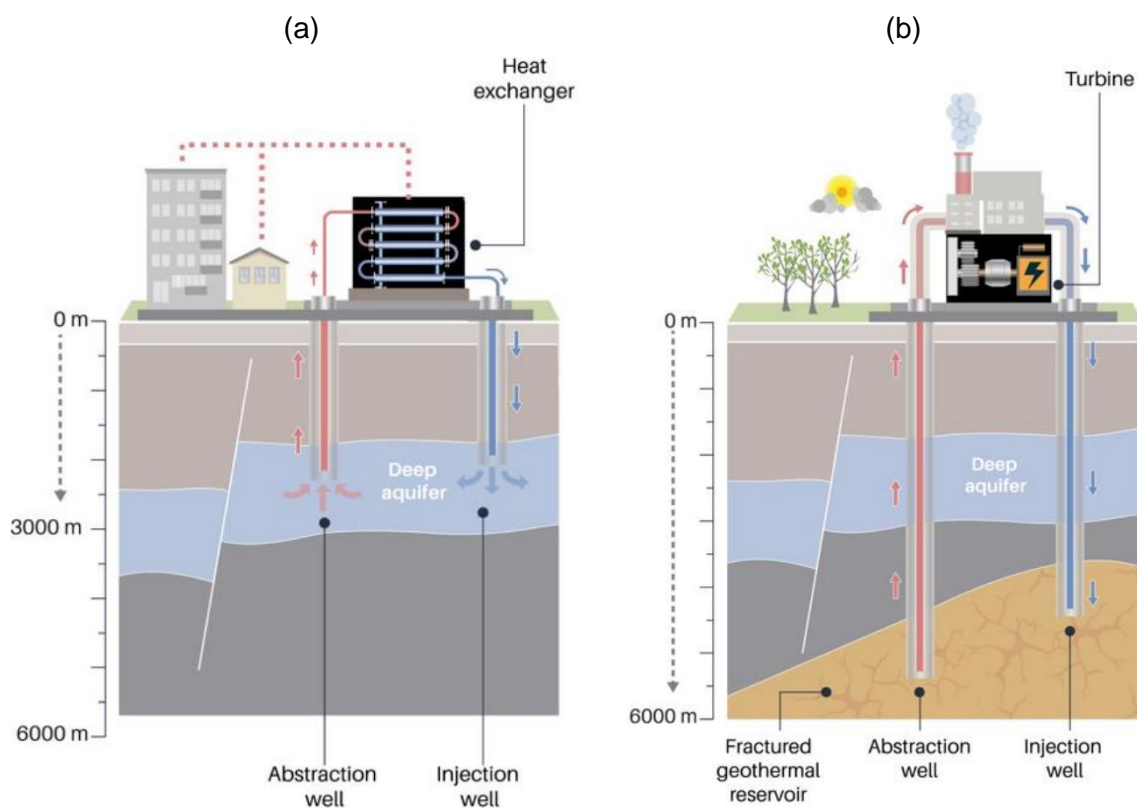 (a)
Heat
exchanger
0 m
Deep
aquifer
3000 m
6000 m
Abstraction
well
Injection
well
(b)
Turbine
0 m
Deep
aquifer
6000 m
Fractured
geothermal
reservoir
Abstraction
well
Injection
well